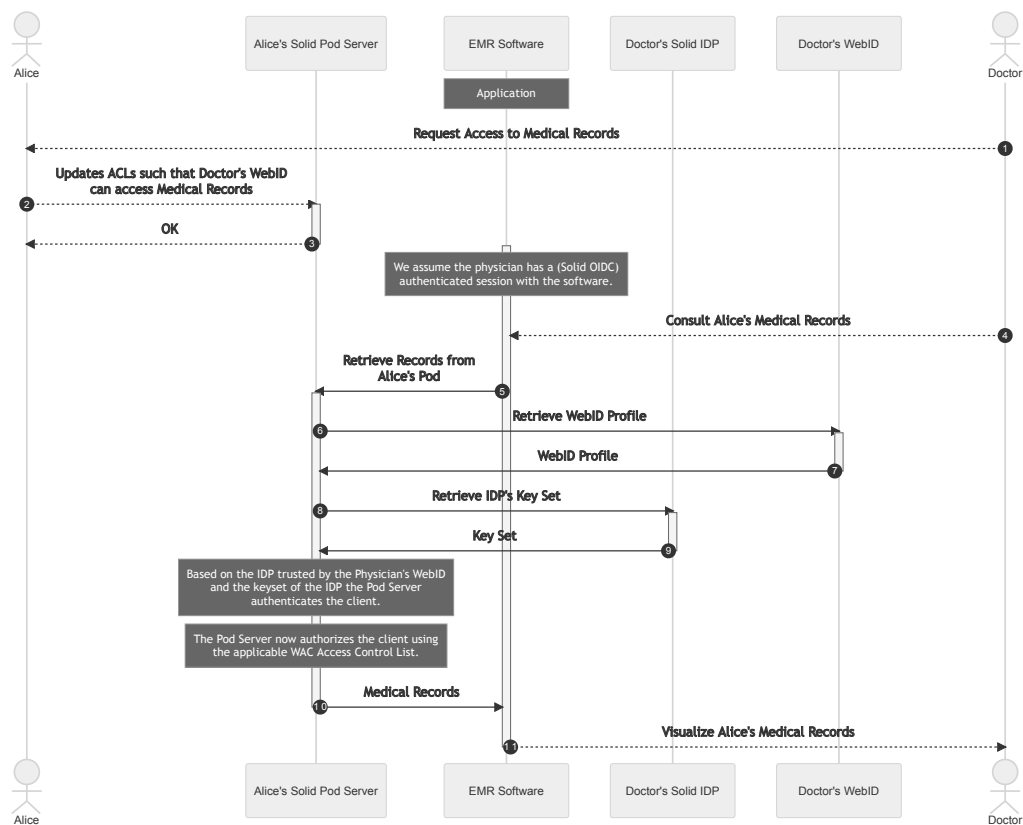 Alice's Solid Pod Server
EMR Software
Doctor's Solid IDP
Doctor's WebID
Alice
Doctor
Application
Request Access to Medical Records
1
Updates ACLs such that Doctor's WebID
can access Medical Records
2
OK
3
We assume the physician has a (Solid OIDC)
authenticated session with the software.
Consult Alice's Medical Records
4
Retrieve Records from
Alice's Pod
5
Retrieve WebID Profile
6
WebID Profile
7
Retrieve IDP's Key Set
8
Key Set
9
Based on the IDP trusted by the Physician's WebID
and the keyset of the IDP the Pod Server
authenticates the client.
The Pod Server now authorizes the client using
the applicable WAC Access Control List.
Medical Records
10
Visualize Alice's Medical Records
11
Alice's Solid Pod Server
EMR Software
Doctor's Solid IDP
Doctor's WebID
Alice
Doctor